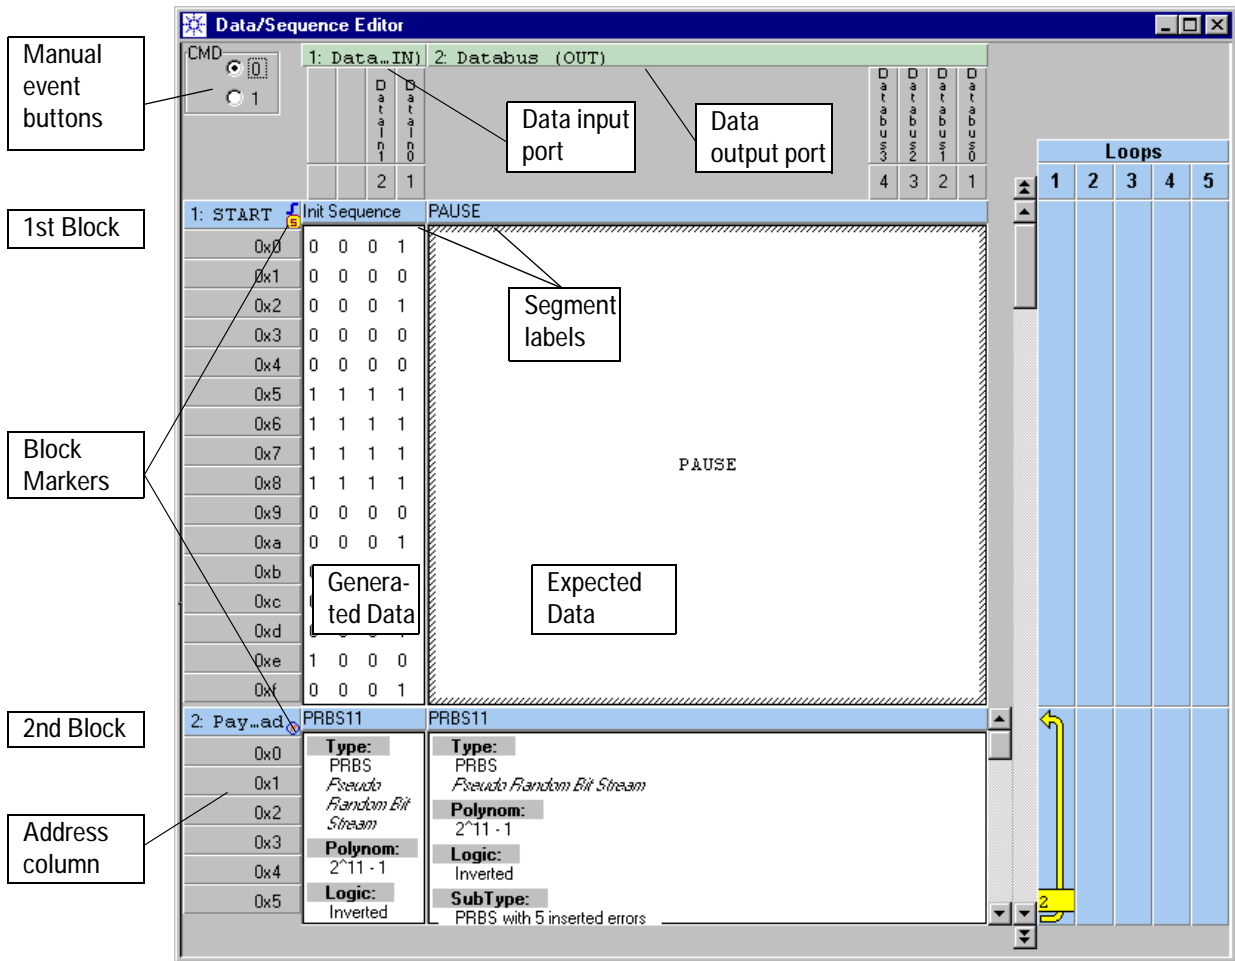 Data/Sequence Editor
Manual
event
buttons
CMD
0
1
1: Data…IN)
2: Databus (OUT)
DataIn1
DataIn0
Databus3
Databus2
Databus1
Databus0
Data input
port
Data
output port
2 1
4 3 2 1
Loops
1 2 3 4 5
1st Block
1: START
S
Init Sequence
PAUSE
0x0 0 0 0 1
0x1 0 0 0 0
0x2 0 0 0 1
0x3 0 0 0 0
0x4 0 0 0 0
0x5 1 1 1 1
0x6 1 1 1 1
0x7 1 1 1 1
0x8 1 1 1 1
0x9 0 0 0 0
0xa 0 0 0 1
0xb
0xc
0xd
0xe 1 0 0 0
0xf 0 0 0 1
Segment
labels
PAUSE
Block
Markers
Genera-
ted Data
Expected
Data
2nd Block
2: Pay…ad
PRBS11
PRBS11
0x0
0x1
0x2
0x3
0x4
0x5
Address
column
Type:
PRBS
Pseudo
Random Bit
Stream
Polynom:
2^11 - 1
Logic:
Inverted
Type:
PRBS
Pseudo Random Bit Stream
Polynom:
2^11 - 1
Logic:
Inverted
SubType:
PRBS with 5 inserted errors
2